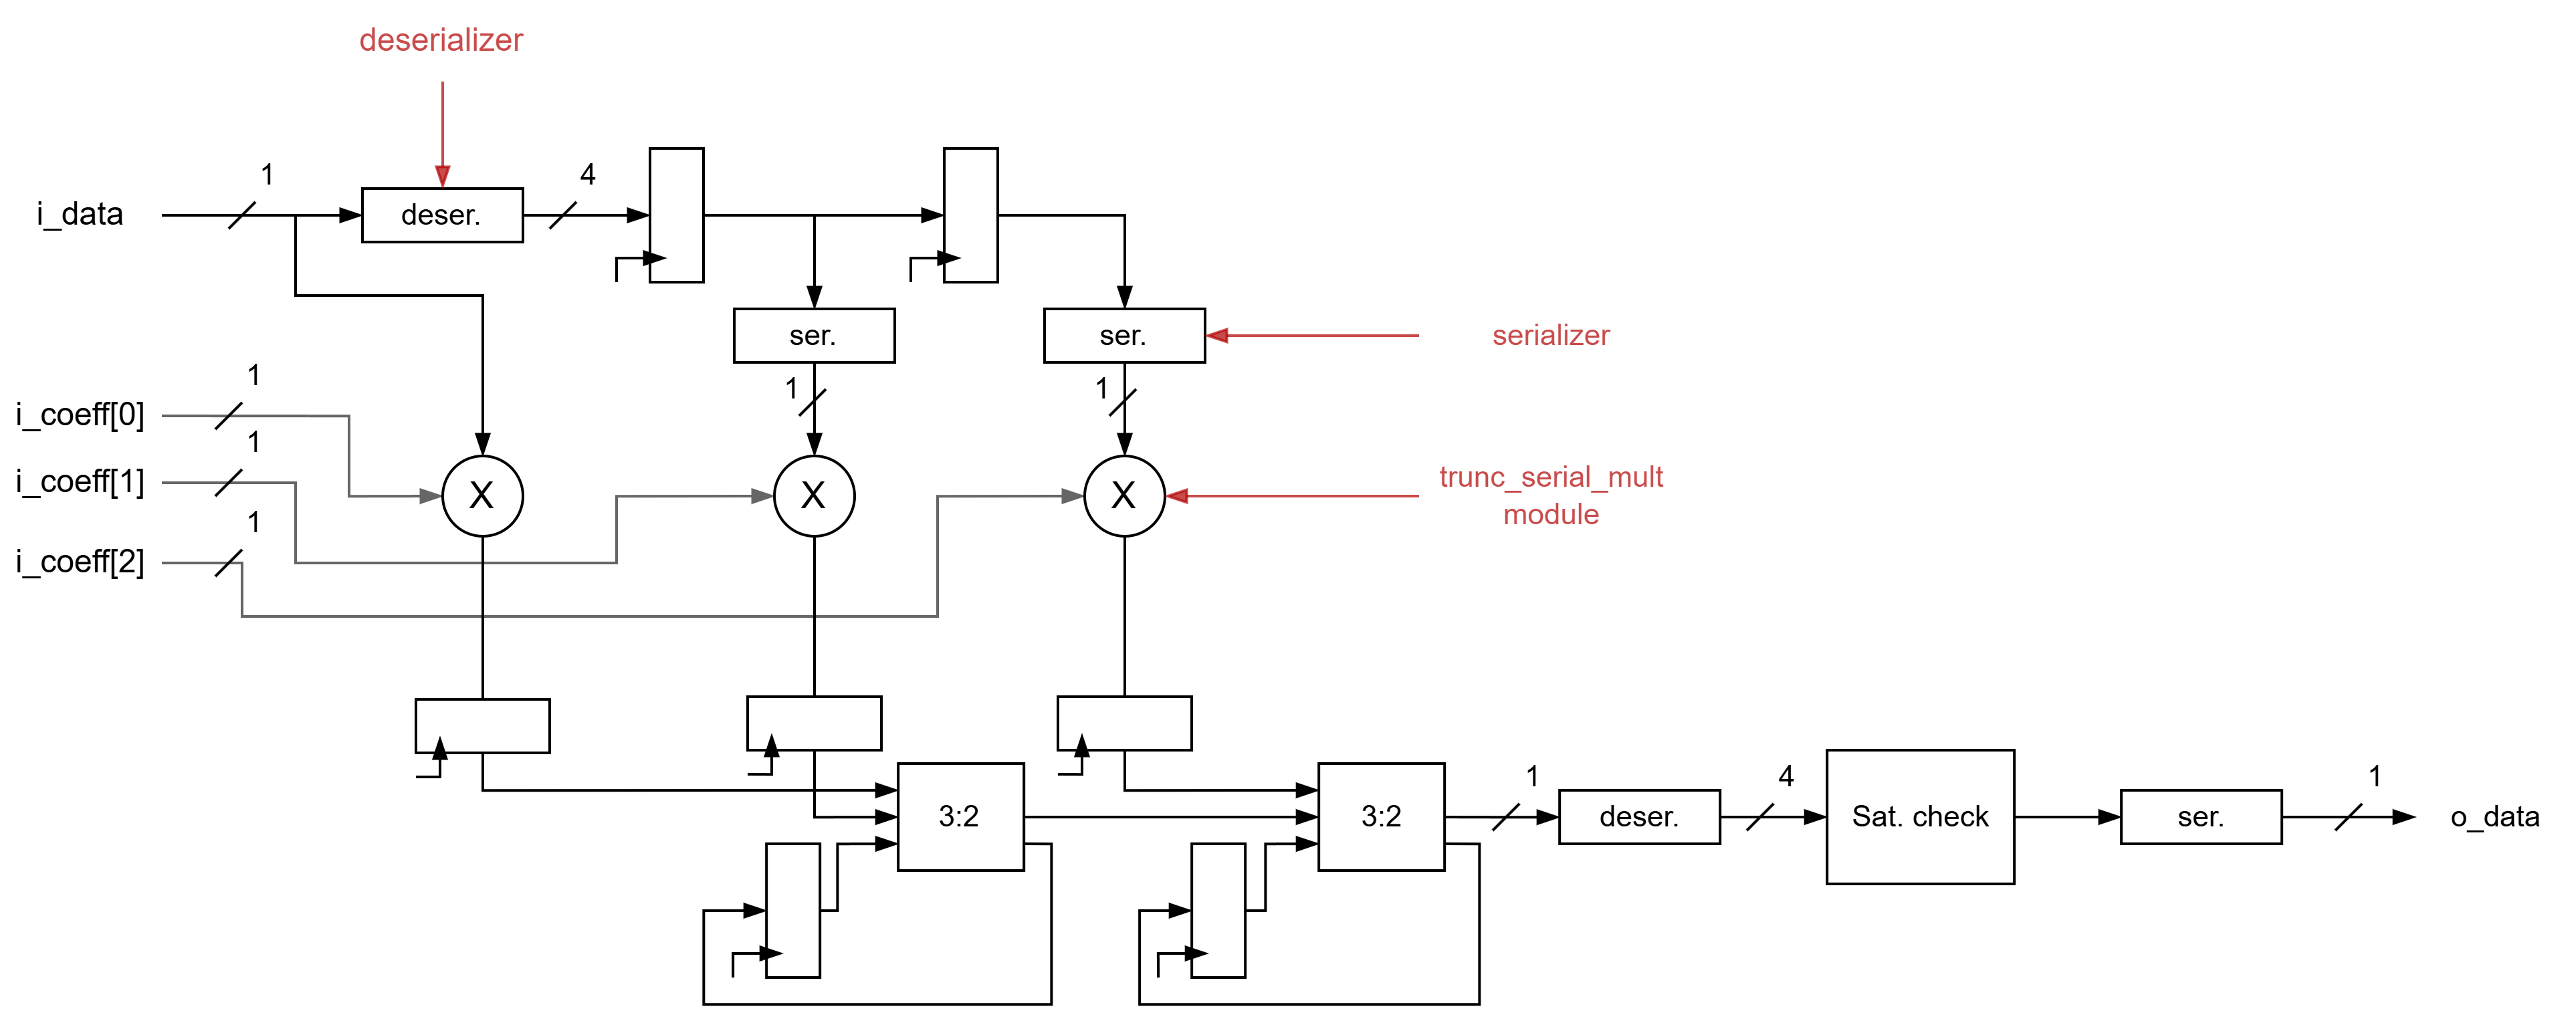 deserializer
1
4
i_data
deser.
ser.
ser.
serializer
1
1
1
i_coeff[0]
1
i_coeff[1]
X
X
X
trunc_serial_mult
module
1
i_coeff[2]
3:2
3:2
1
deser.
4
Sat. check
ser.
1
o_data